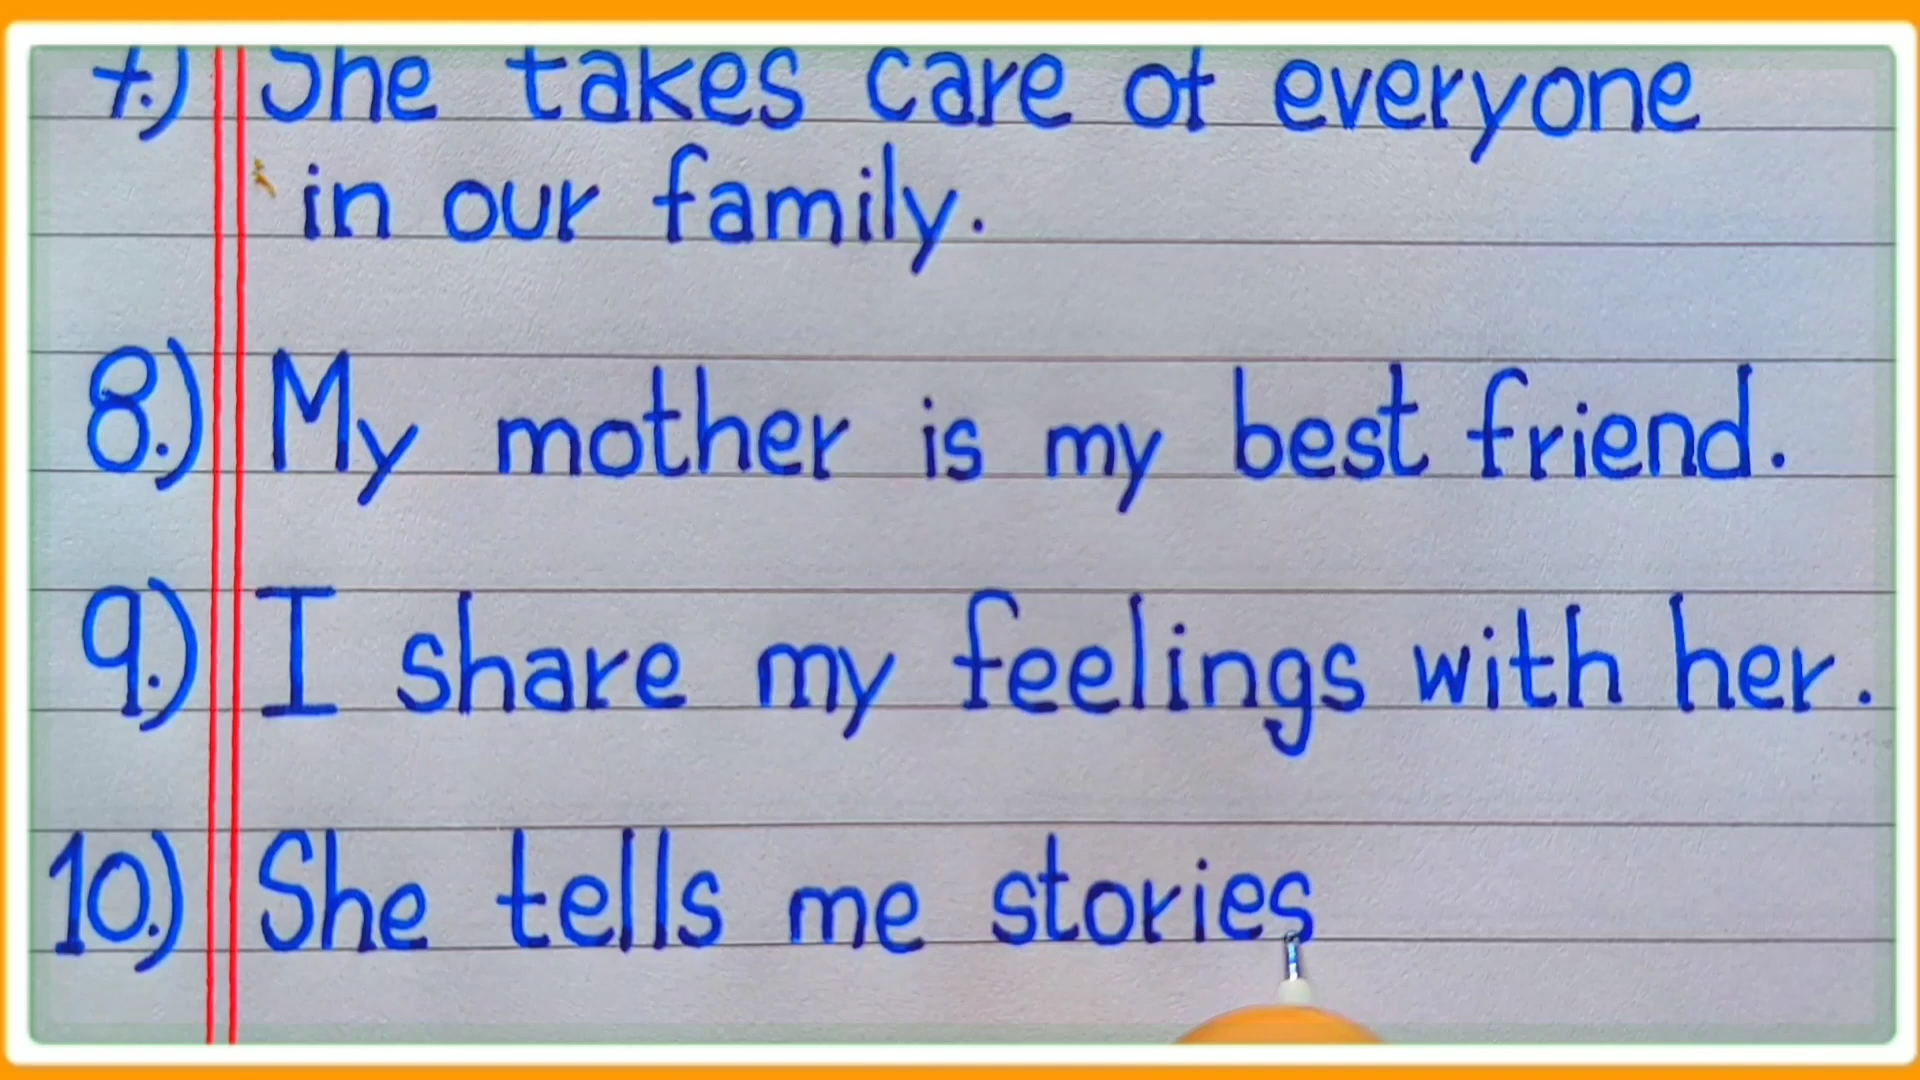 7.) She takes care of everyone
in our family.
8.) My mother is my best friend.
9.) I share my feelings with her.
10.) She tells me stories